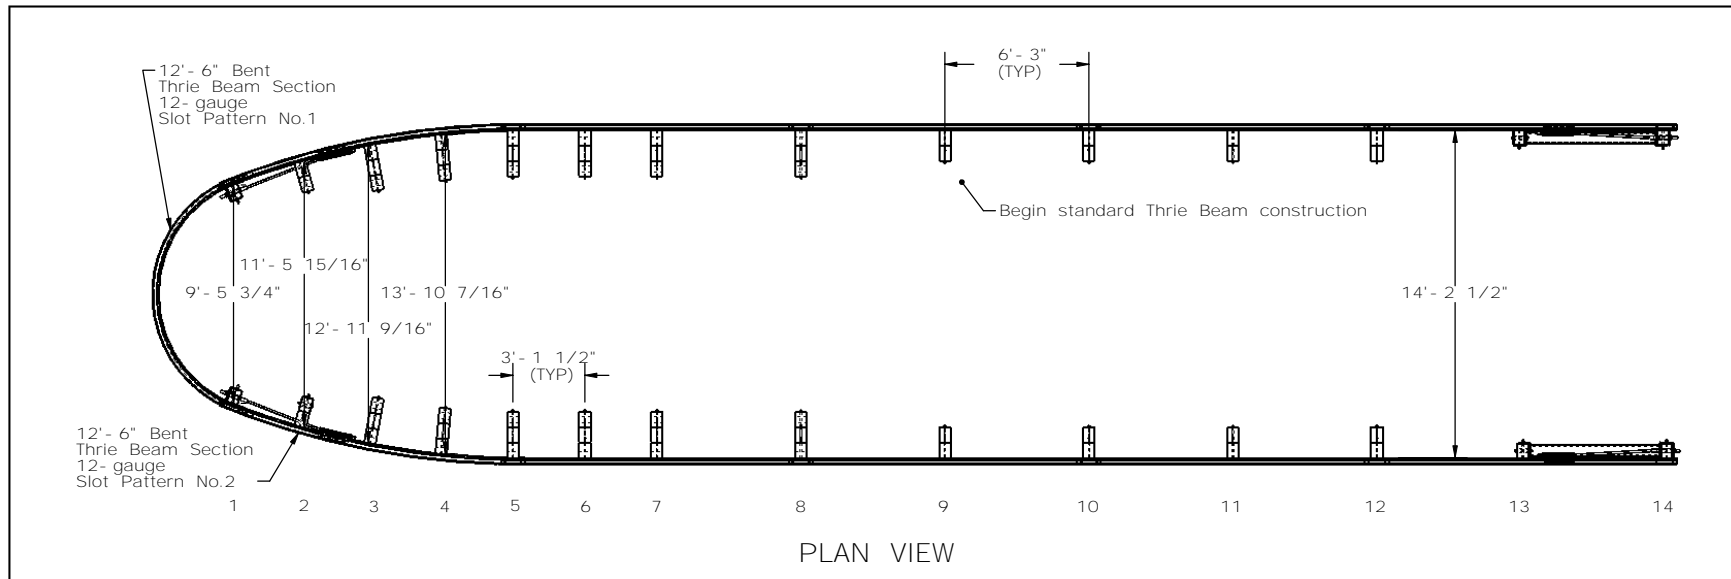 12'-6" Bent
Thrie Beam Section
12-gauge
Slot Pattern No.1
6'-3"
(TYP)
Begin standard Thrie Beam construction
11'-5 15/16"
9'-5 3/4"
13'-10 7/16"
14'-2 1/2"
12'-11 9/16"
3'-1 1/2"
(TYP)
12'-6" Bent
Thrie Beam Section
12-gauge
Slot Pattern No.2
1 2 3 4 5 6 7 8 9 10 11 12 13 14
PLAN VIEW